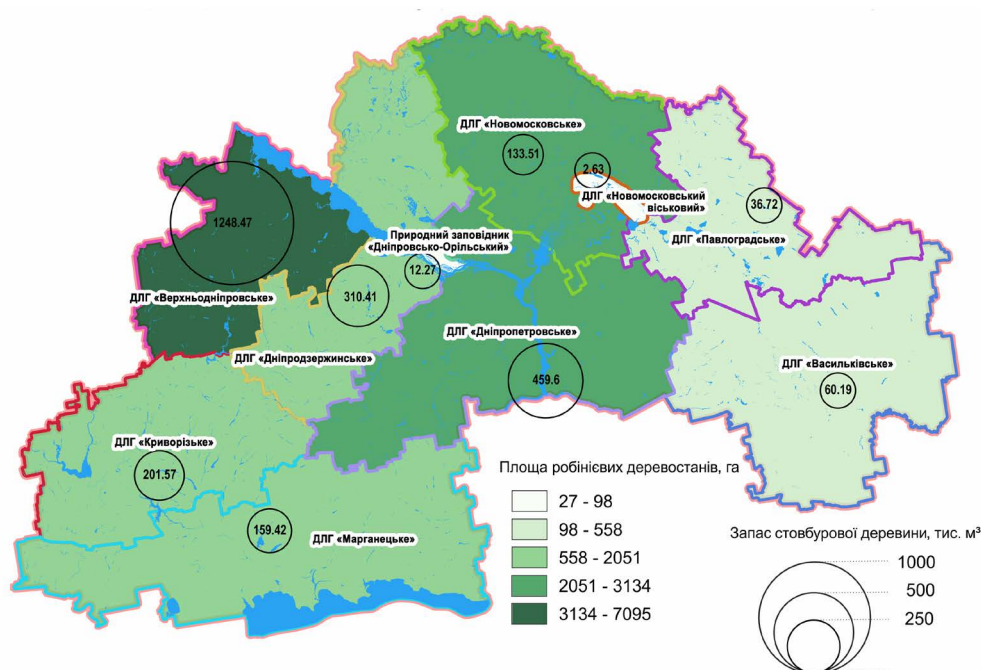 ДЛГ «Новомосковське»
133.51
2.63
ДЛГ «Новомосковський
віськовий»
36.72
ДЛГ «Павлоградське»
1248.47
Природний заповідник
«Дніпровсько-Орільський»
12.27
310.41
ДЛГ «Верхньодніпровське»
ДЛГ «Дніпропетровське»
459.6
ДЛГ «Дніпродзержинське»
ДЛГ «Васильківське»
60.19
ДЛГ «Криворізьке»
201.57
159.42
ДЛГ «Марганецьке»
Площа робінієвих деревостанів, га
27 - 98
98 - 558
558 - 2051
2051 - 3134
3134 - 7095
Запас стовбурової деревини, тис. м³
1000
500
250